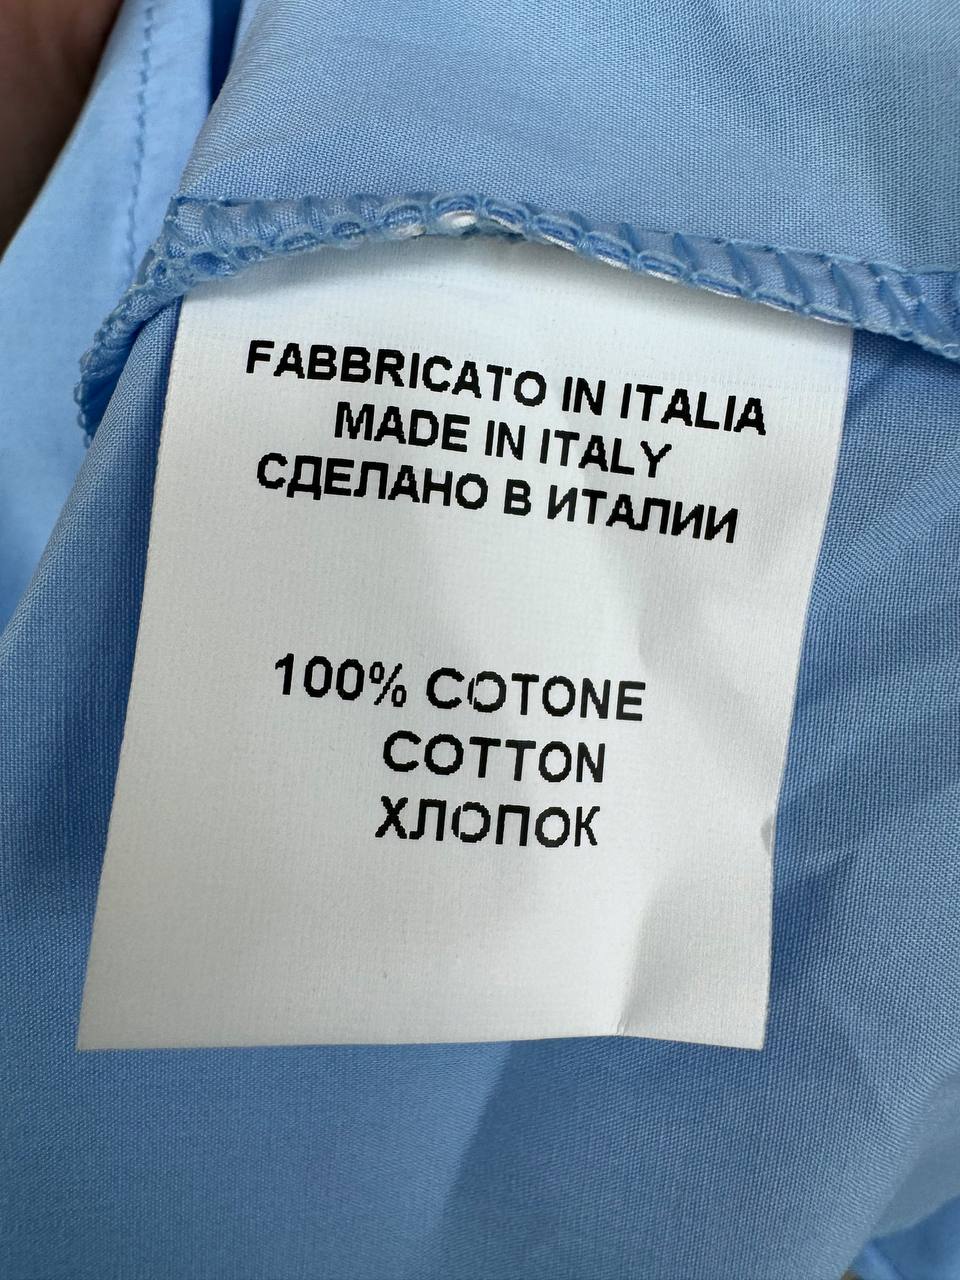 FABBRICATO IN ITALIA
MADE IN ITALY
СДЕЛАНО В ИТАЛИИ
100% COTONE
COTTON
ХЛОПОК